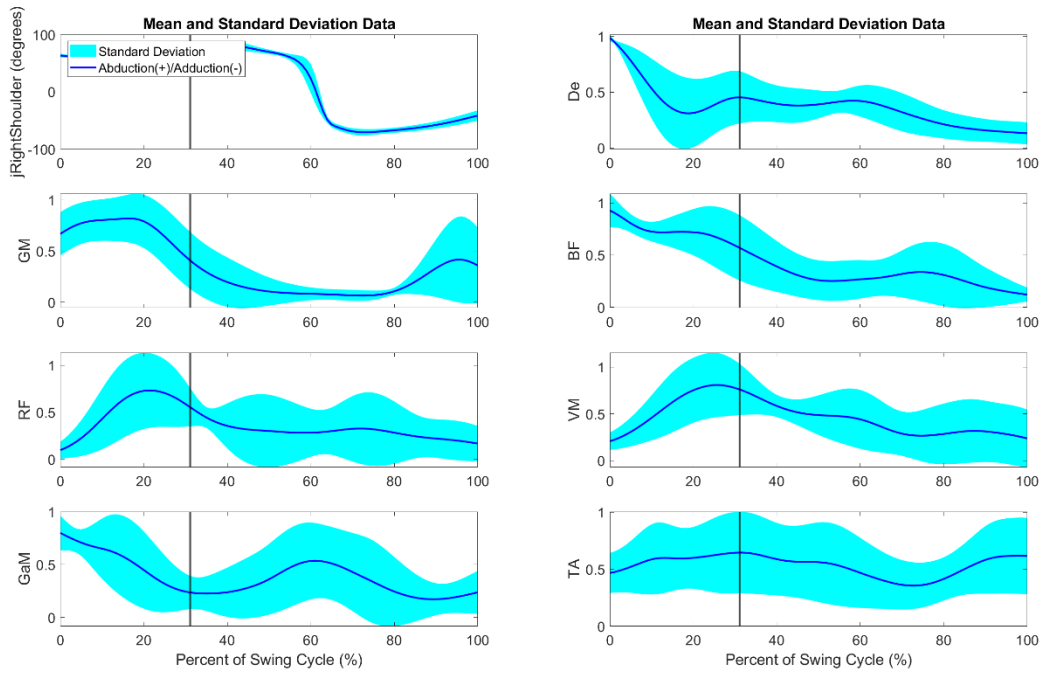 Mean and Standard Deviation Data
jRightShoulder (degrees)
100
0
-100
Standard Deviation
Abduction(+)/Adduction(-)
0 20 40 60 80 100
Mean and Standard Deviation Data
De
1
0.5
0
0 20 40 60 80 100
GM
1
0.5
0
0 20 40 60 80 100
BF
1
0.5
0
0 20 40 60 80 100
RF
1
0.5
0
0 20 40 60 80 100
VM
1
0.5
0
0 20 40 60 80 100
GaM
1
0.5
0
0 20 40 60 80 100
Percent of Swing Cycle (%)
TA
1
0.5
0
0 20 40 60 80 100
Percent of Swing Cycle (%)